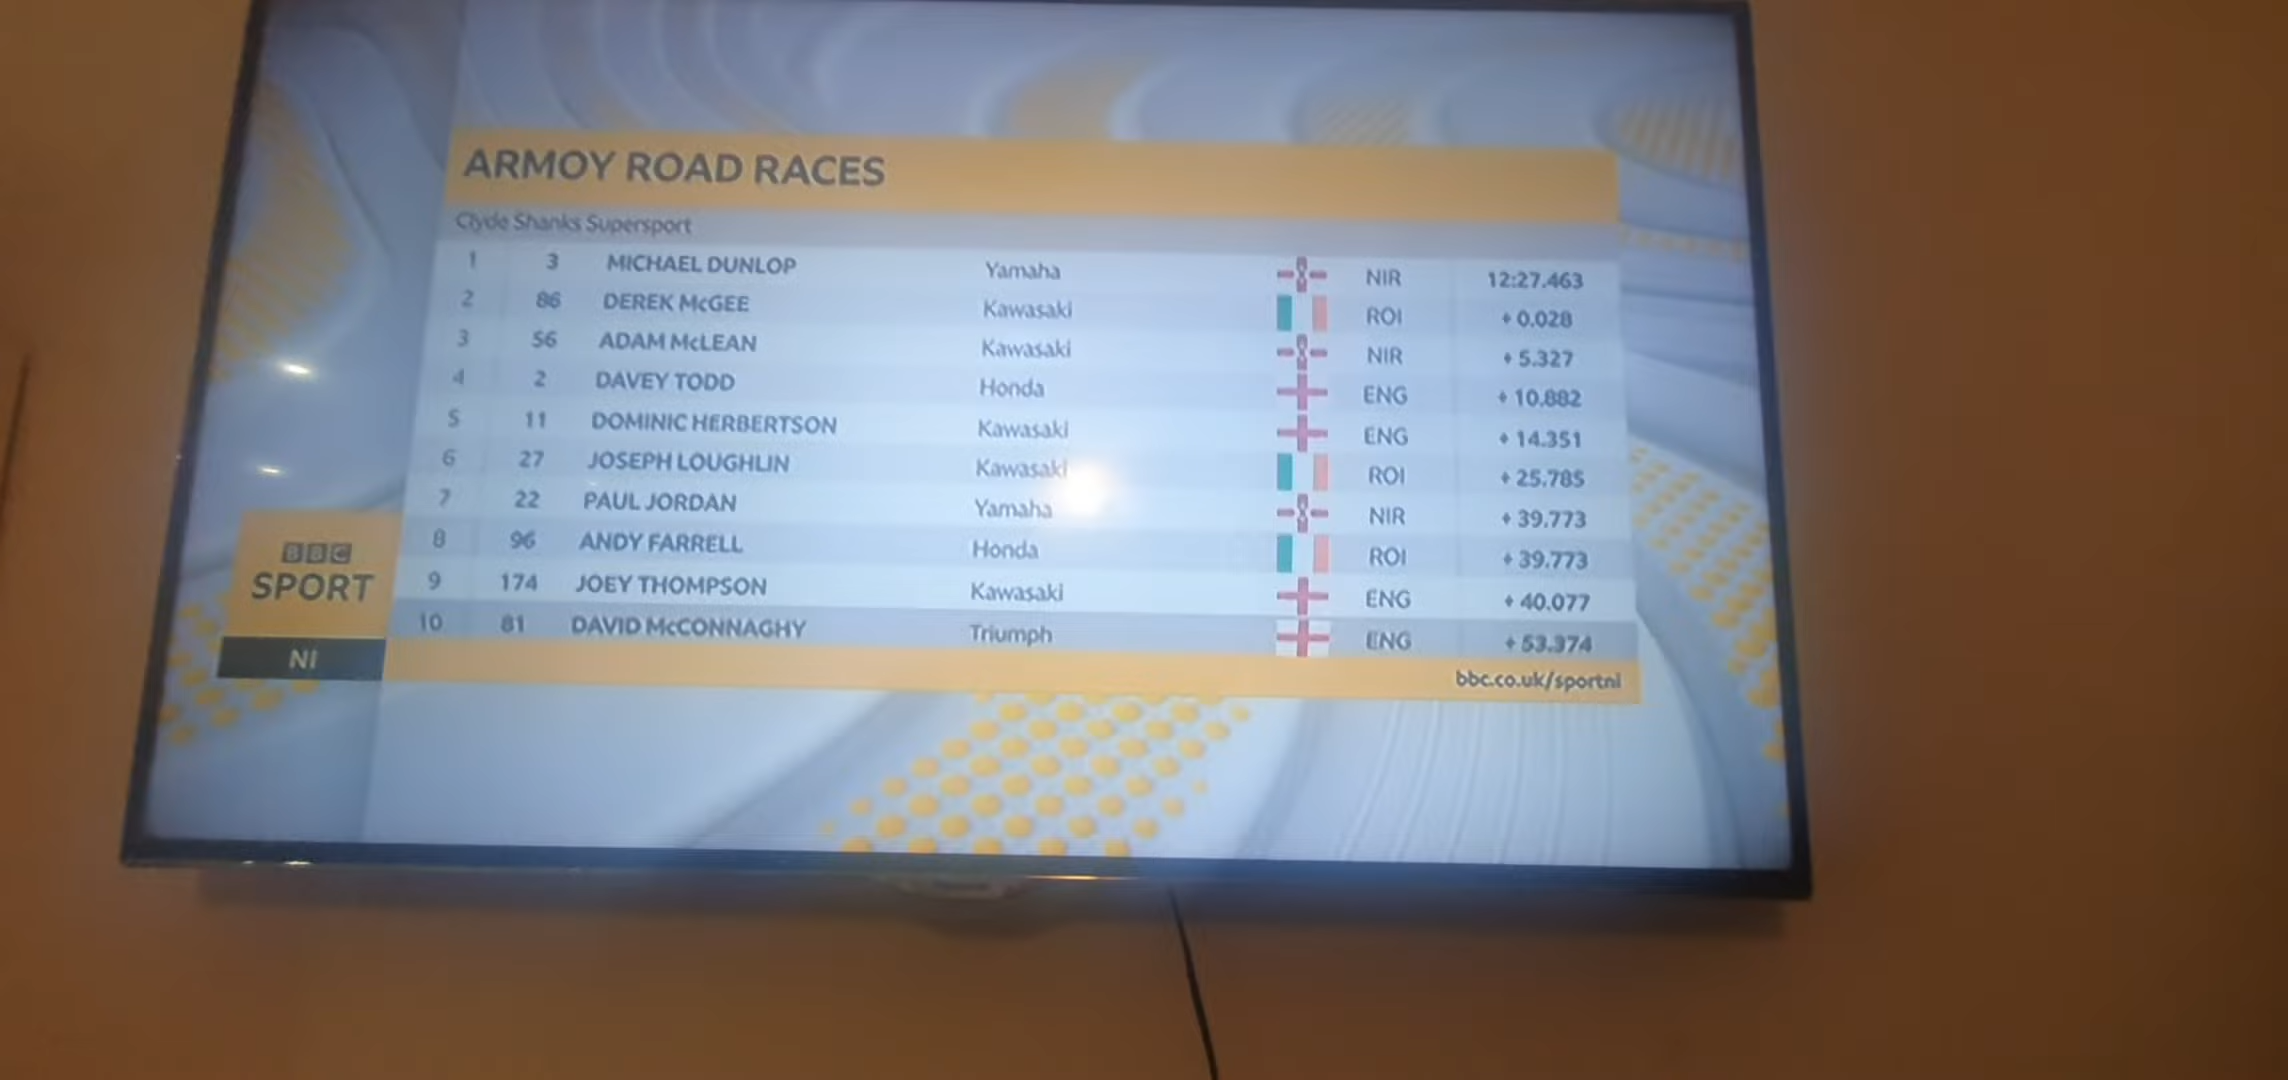 ARMOY ROAD RACES
Clyde Shanks Supersport
1 3 MICHAEL DUNLOP Yamaha NIR 12:27.463
2 86 DEREK McGEE Kawasaki ROI + 0.028
3 56 ADAM McLEAN Kawasaki NIR + 5.327
4 2 DAVEY TODD Honda ENG + 10.882
5 11 DOMINIC HERBERTSON Kawasaki ENG + 14.351
6 27 JOSEPH LOUGHLIN Kawasaki ROI + 25.785
7 22 PAUL JORDAN Yamaha NIR + 39.773
8 96 ANDY FARRELL Honda ROI + 39.773
9 174 JOEY THOMPSON Kawasaki ENG + 40.077
10 81 DAVID McCONNAGHY Triumph ENG + 53.374
BBC
SPORT
NI
bbc.co.uk/sportni